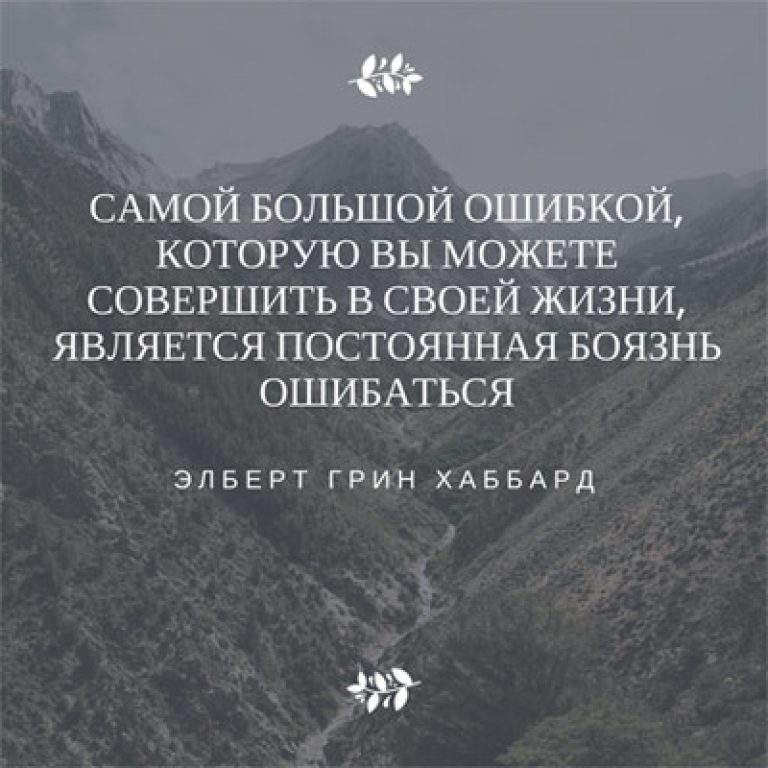 САМОЙ БОЛЬШОЙ ОШИБКОЙ,
КОТОРУЮ ВЫ МОЖЕТЕ
СОВЕРШИТЬ В СВОЕЙ ЖИЗНИ,
ЯВЛЯЕТСЯ ПОСТОЯННАЯ БОЯЗНЬ
ОШИБАТЬСЯ
ЭЛБЕРТ ГРИН ХАББАРД